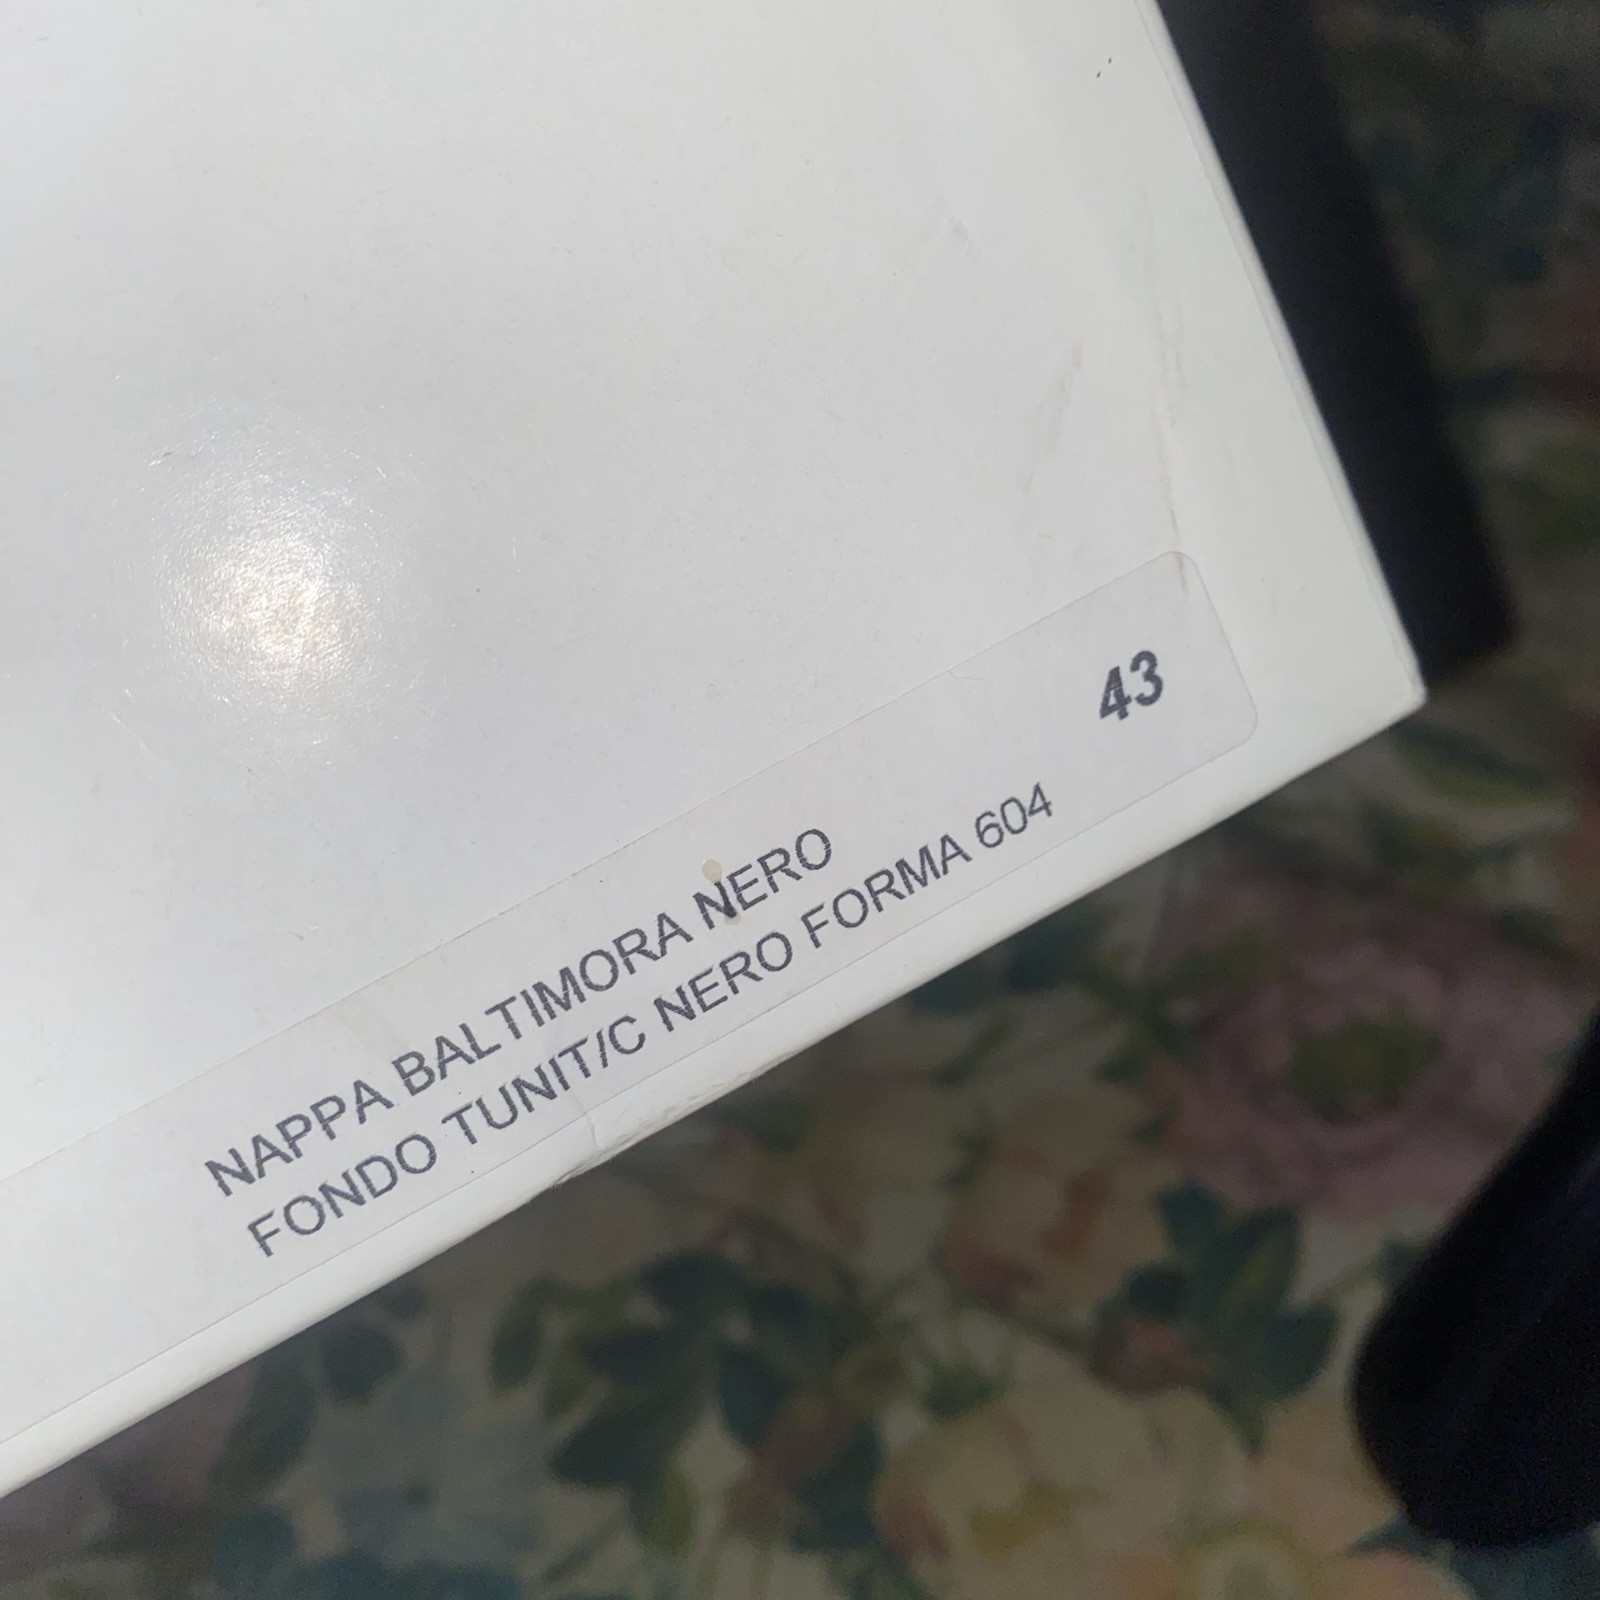 43
NAPPA BALTIMORA NERO
FONDO TUNIT/C NERO FORMA 604